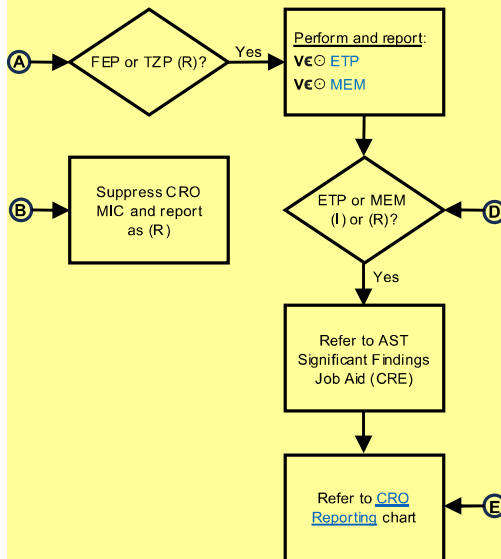 A
FEP or TZP (R)?
Yes
Perform and report:
V∈⊙ ETP
V∈⊙ MEM
B
Suppress CRO
MIC and report
as (R)
ETP or MEM
(I) or (R)?
D
Yes
Refer to AST
Significant Findings
Job Aid (CRE)
Refer to CRO
Reporting chart
E